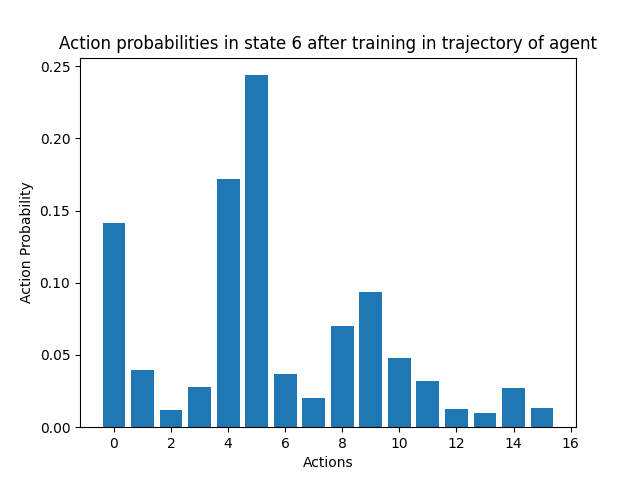 Action probabilities in state 6 after training in trajectory of agent
0.25
0.20
0.15
0.10
0.05
0.00
Action Probability
0 2 4 6 8 10 12 14 16
Actions